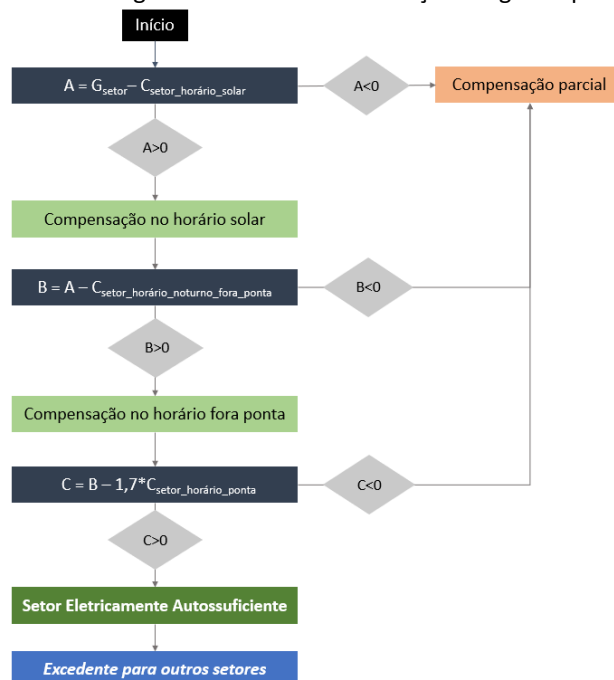 Início
A = Gsetor – Csetor_horário_solar
A<0
Compensação parcial
A>0
Compensação no horário solar
B = A – Csetor_horário_noturno_fora_ponta
B<0
B>0
Compensação no horário fora ponta
C = B – 1,7*Csetor_horário_ponta
C<0
C>0
Setor Eletricamente Autossuficiente
Excedente para outros setores